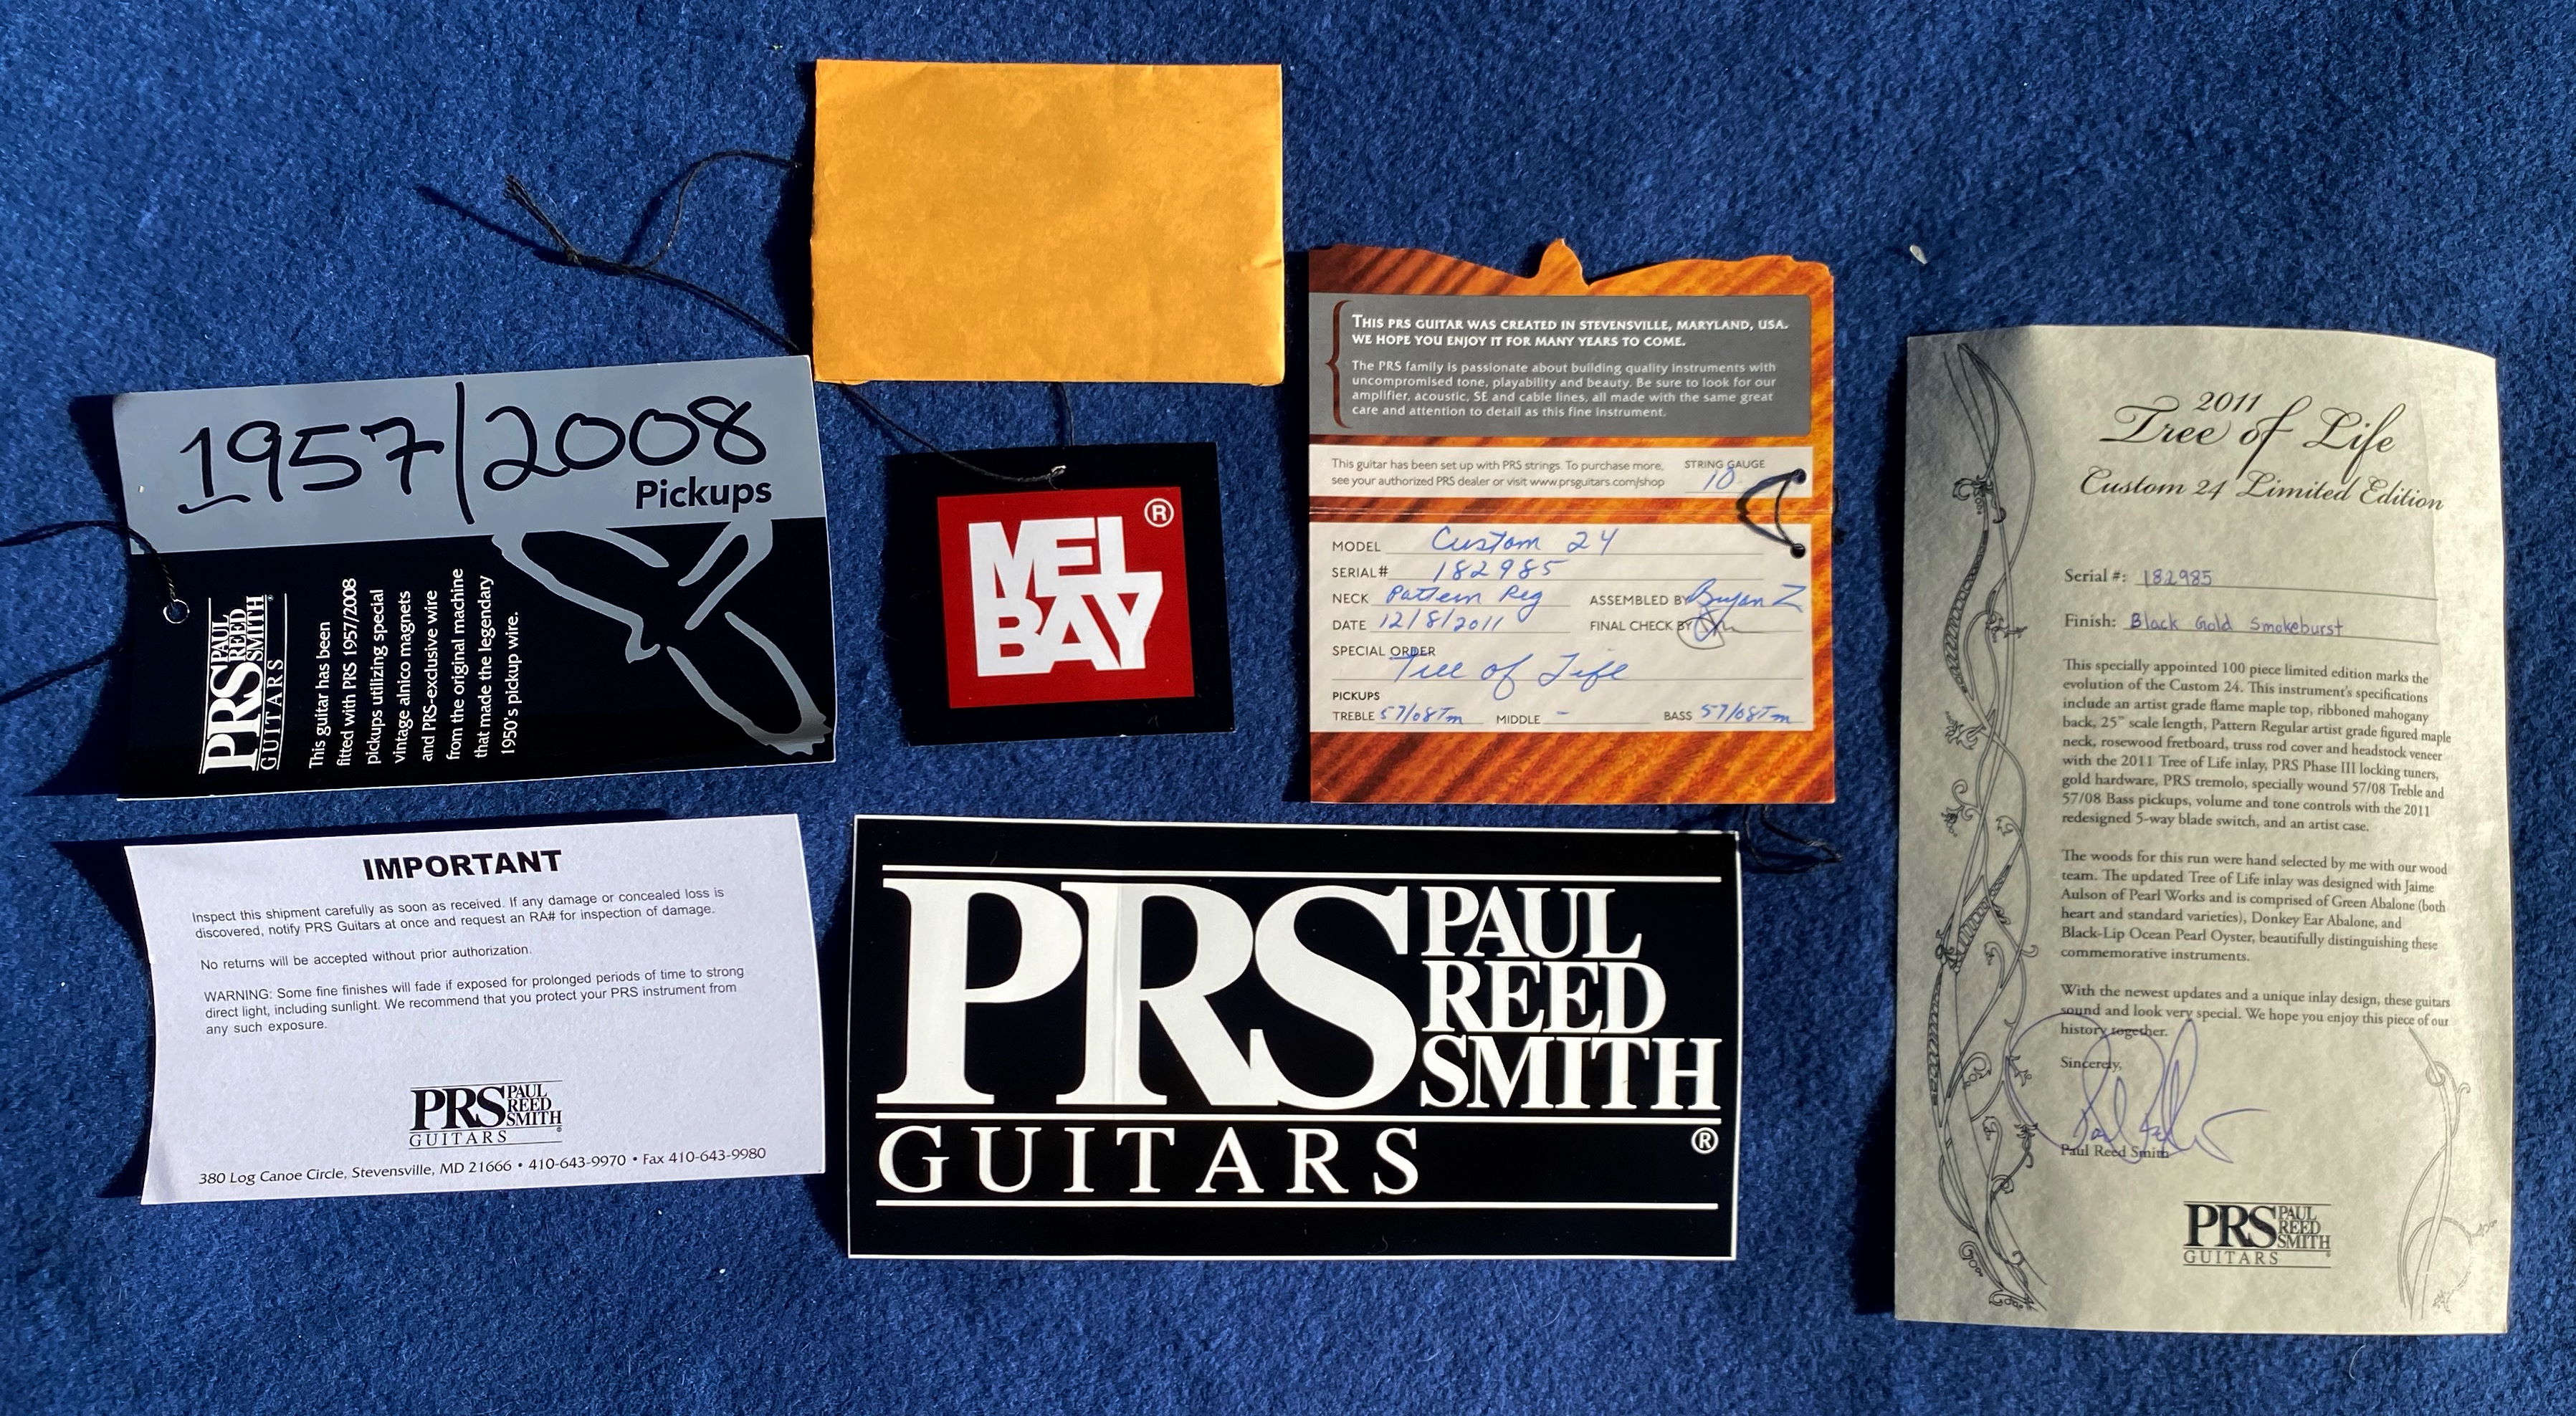 1957/2008
Pickups
PRS PAUL
REED
SMITH
GUITARS
This guitar has been
fitted with PRS 1957/2008
pickups utilizing special
vintage alnico magnets
and PRS-exclusive wire
from the original machine
that made the legendary
1950's pickup wire.
MEL
BAY
®
THIS PRS GUITAR WAS CREATED IN STEVENSVILLE, MARYLAND, USA.
WE HOPE YOU ENJOY IT FOR MANY YEARS TO COME.
The PRS family is passionate about building quality instruments with
uncompromised tone, playability and beauty. Be sure to look for our
amplifier, acoustic, SE and cable lines, all made with the same great
care and attention to detail as this fine instrument.
This guitar has been set up with PRS strings. To purchase more,
see your authorized PRS dealer or visit www.prsguitars.com/shop
STRING GAUGE
10
MODEL Custom 24
SERIAL# 182985
NECK Pattern Reg ASSEMBLED BY Bryan Z
DATE 12/8/2011 FINAL CHECK BY
SPECIAL ORDER
Tree of Life
PICKUPS
TREBLE 57/08Tm MIDDLE - BASS 57/08Tm
2011
Tree of Life
Custom 24 Limited Edition
Serial #: 182985
Finish: Black Gold Smokeburst
This specially appointed 100 piece limited edition marks the
evolution of the Custom 24. This instrument's specifications
include an artist grade flame maple top, ribboned mahogany
back, 25" scale length, Pattern Regular artist grade figured maple
neck, rosewood fretboard, truss rod cover and headstock veneer
with the 2011 Tree of Life inlay, PRS Phase III locking tuners,
gold hardware, PRS tremolo, specially wound 57/08 Treble and
57/08 Bass pickups, volume and tone controls with the 2011
redesigned 5-way blade switch, and an artist case.
The woods for this run were hand selected by me with our wood
team. The updated Tree of Life inlay was designed with Jaime
Aulson of Pearl Works and is comprised of Green Abalone (both
heart and standard varieties), Donkey Ear Abalone, and
Black-Lip Ocean Pearl Oyster, beautifully distinguishing these
commemorative instruments.
With the newest updates and a unique inlay design, these guitars
sound and look very special. We hope you enjoy this piece of our
history together.
Sincerely,
Paul Reed Smith
PRS PAUL
REED
SMITH
GUITARS
IMPORTANT
Inspect this shipment carefully as soon as received. If any damage or concealed loss is
discovered, notify PRS Guitars at once and request an RA# for inspection of damage.
No returns will be accepted without prior authorization.
WARNING: Some fine finishes will fade if exposed for prolonged periods of time to strong
direct light, including sunlight. We recommend that you protect your PRS instrument from
any such exposure.
PRS PAUL
REED
SMITH
GUITARS ®
380 Log Canoe Circle, Stevensville, MD 21666 • 410-643-9970 • Fax 410-643-9980
PRS PAUL
REED
SMITH
GUITARS ®